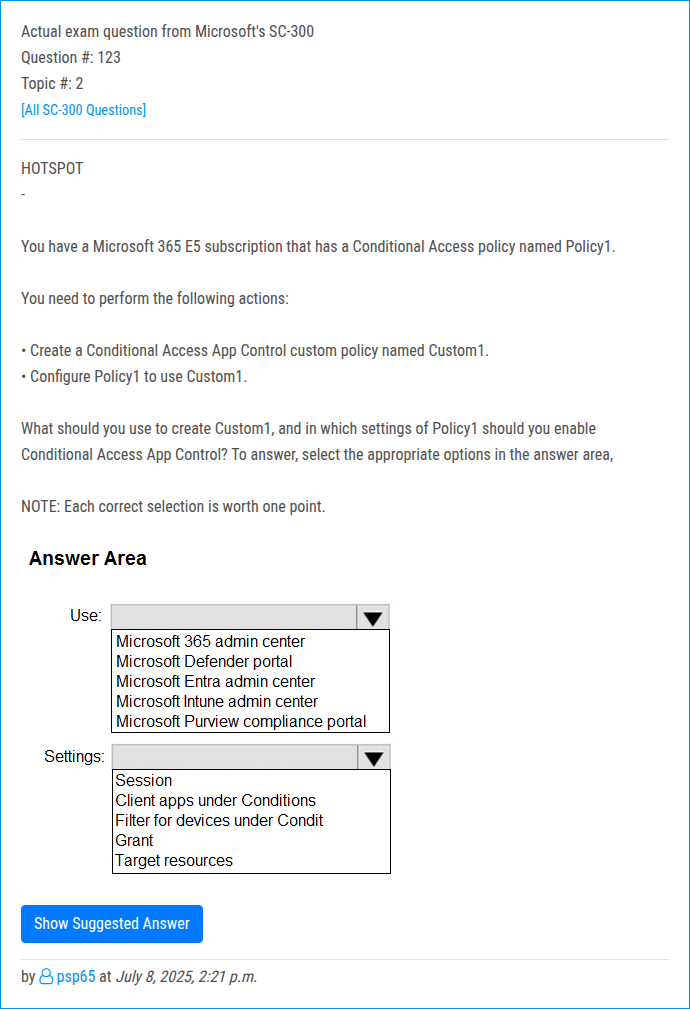 Actual exam question from Microsoft's SC-300
Question #: 123
Topic #: 2
[All SC-300 Questions]
HOTSPOT
-
You have a Microsoft 365 E5 subscription that has a Conditional Access policy named Policy1.
You need to perform the following actions:
• Create a Conditional Access App Control custom policy named Custom1.
• Configure Policy1 to use Custom1.
What should you use to create Custom1, and in which settings of Policy1 should you enable
Conditional Access App Control? To answer, select the appropriate options in the answer area,
NOTE: Each correct selection is worth one point.
Answer Area
Use:
Microsoft 365 admin center
Microsoft Defender portal
Microsoft Entra admin center
Microsoft Intune admin center
Microsoft Purview compliance portal
Settings:
Session
Client apps under Conditions
Filter for devices under Condit
Grant
Target resources
Show Suggested Answer
by psp65 at July 8, 2025, 2:21 p.m.